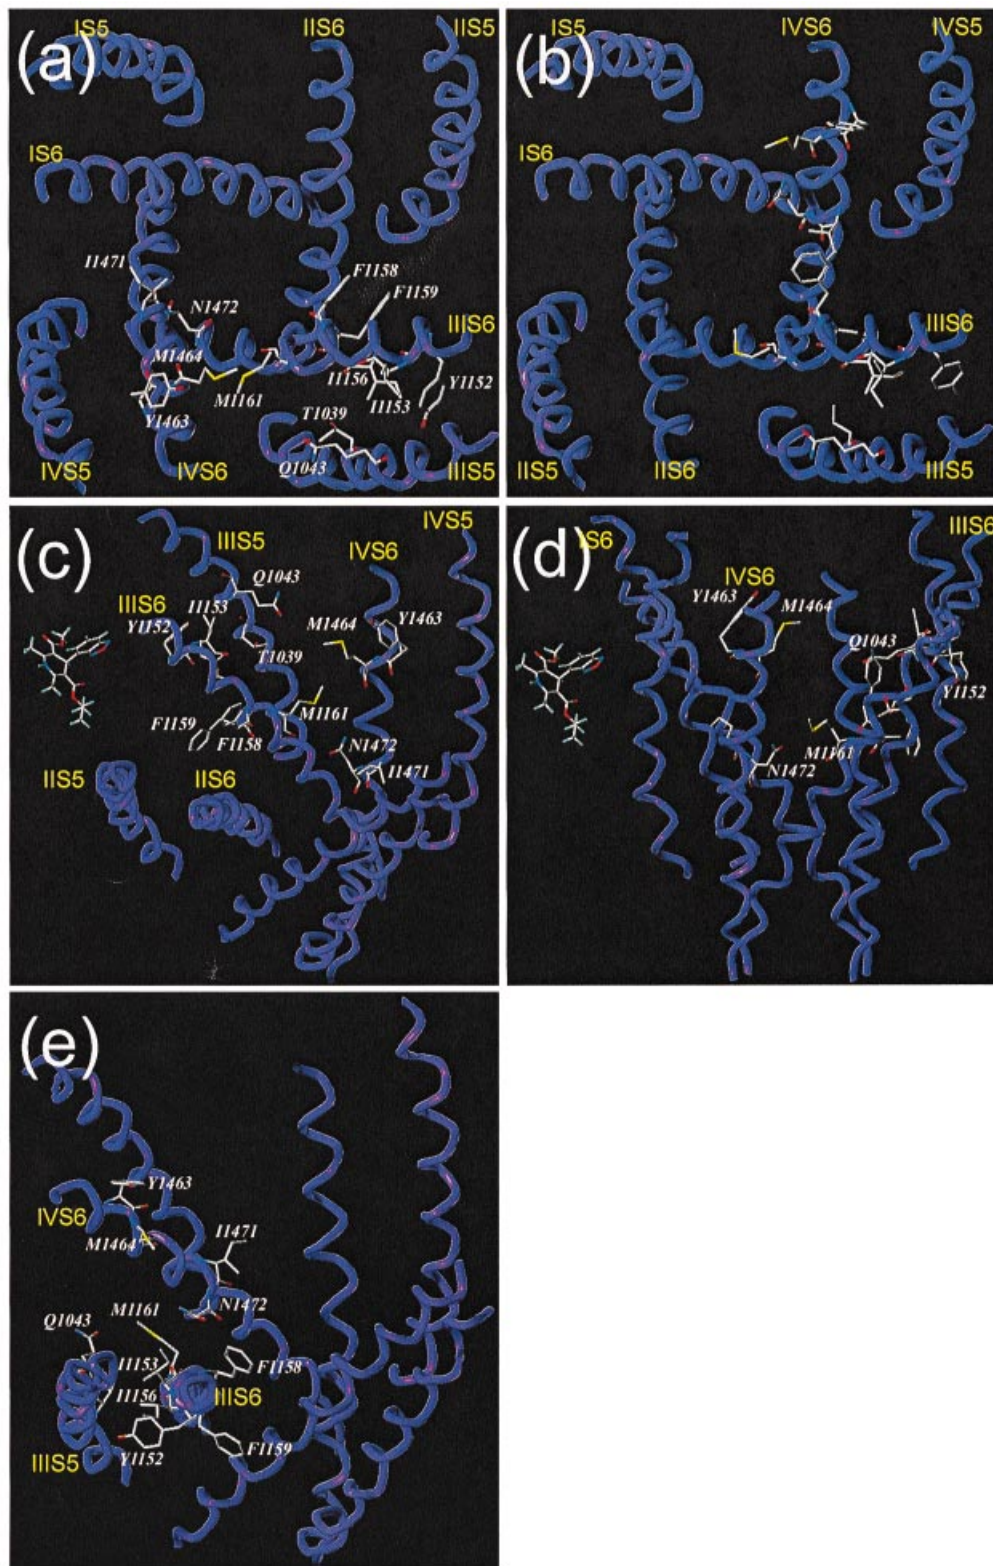 (a)
IS5
IIS6
IIS5
IS6
I1471
N1472
F1158
F1159
IIIS6
M1464
M1161
I1156
I1153
Y1152
Y1463
T1039
Q1043
IVS5
IVS6
IIIS5
(b)
IS5
IVS6
IVS5
IS6
IIIS6
IIS5
IIS6
IIIS5
(c)
IIIS5
IVS5
IVS6
Q1043
IIIS6
I1153
Y1152
M1464
Y1463
T1039
M1161
F1159
F1158
N1472
I1471
IIS5
IIS6
(d)
IS6
IIIS6
IVS6
Y1463
M1464
Q1043
Y1152
M1161
N1472
(e)
Y1463
IVS6
M1464
I1471
N1472
M1161
Q1043
I1153
F1158
I1156
IIIS6
IIIS5
Y1152
F1159